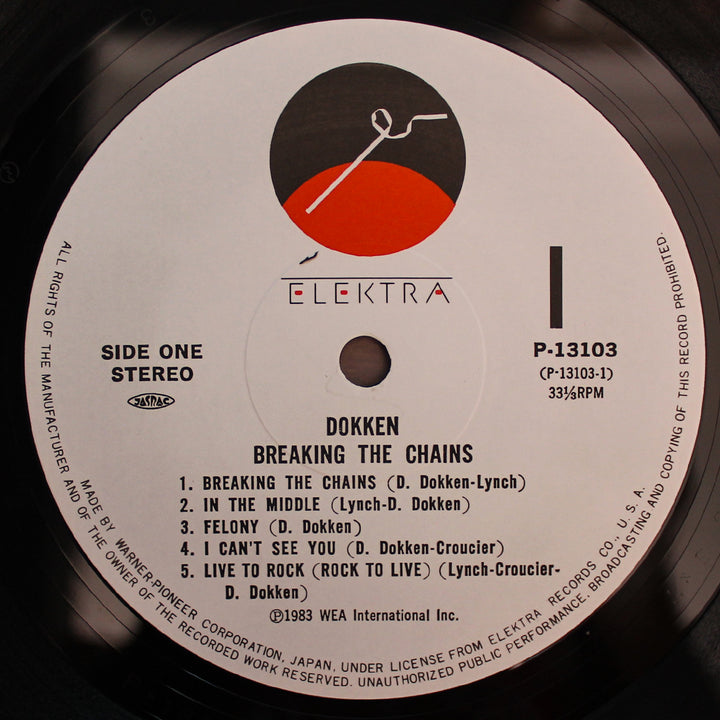 ELEKTRA
SIDE ONE
STEREO
JASRAC
I
P-13103
(P-13103-1)
33⅓RPM
DOKKEN
BREAKING THE CHAINS
1. BREAKING THE CHAINS (D. Dokken-Lynch)
2. IN THE MIDDLE (Lynch-D. Dokken)
3. FELONY (D. Dokken)
4. I CAN'T SEE YOU (D. Dokken-Croucier)
5. LIVE TO ROCK (ROCK TO LIVE) (Lynch-Croucier-
D. Dokken)
Ⓟ1983 WEA International Inc.
MADE BY WARNER-PIONEER CORPORATION, JAPAN, UNDER LICENSE FROM ELEKTRA RECORDS CO., U.S.A.
ALL RIGHTS OF THE MANUFACTURER AND OF THE OWNER OF THE RECORDED WORK RESERVED. UNAUTHORIZED PUBLIC PERFORMANCE. BROADCASTING AND COPYING OF THIS RECORD PROHIBITED.